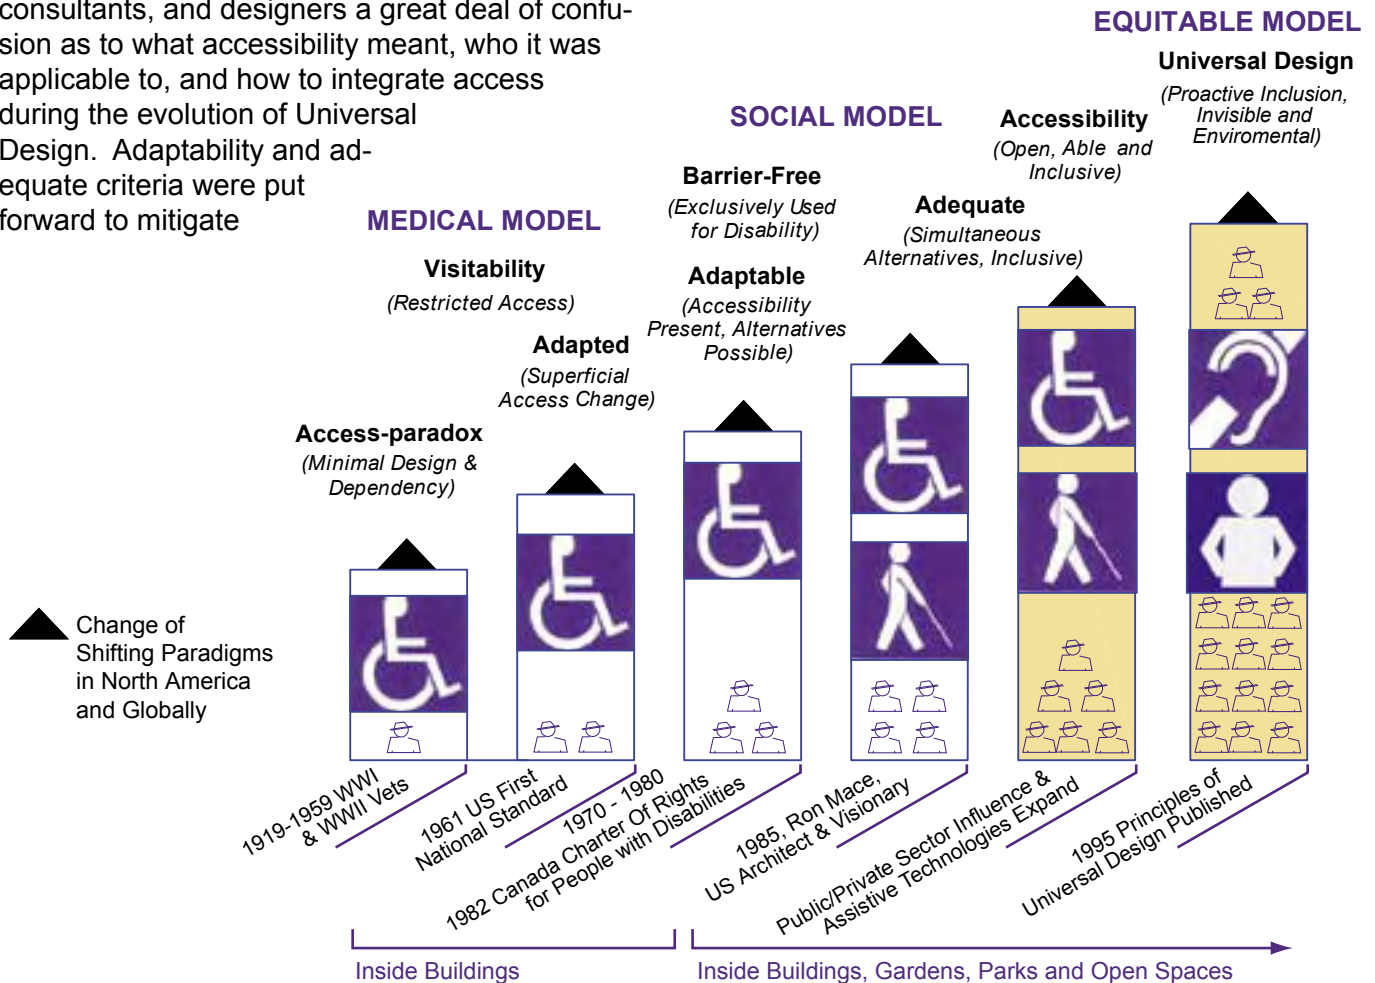 consultants, and designers a great deal of confu-
sion as to what accessibility meant, who it was
applicable to, and how to integrate access
during the evolution of Universal
Design.  Adaptability and ad-
equate criteria were put
forward to mitigate
MEDICAL MODEL
Visitability
(Restricted Access)
Adapted
(Superficial
Access Change)
Access-paradox
(Minimal Design &
Dependency)
SOCIAL MODEL
Barrier-Free
(Exclusively Used
for Disability)
Adaptable
(Accessibility
Present, Alternatives
Possible)
Adequate
(Simultaneous
Alternatives, Inclusive)
Accessibility
(Open, Able and
Inclusive)
EQUITABLE MODEL
Universal Design
(Proactive Inclusion,
Invisible and
Enviromental)
Change of
Shifting Paradigms
in North America
and Globally
1919-1959 WWI
& WWII Vets
1961 US First
National Standard
1970 - 1980
1982 Canada Charter Of Rights
for People with Disabilities
1985, Ron Mace,
US Architect & Visionary
Public/Private Sector Influence &
Assistive Technologies Expand
1995 Principles of
Universal Design Published
Inside Buildings
Inside Buildings, Gardens, Parks and Open Spaces